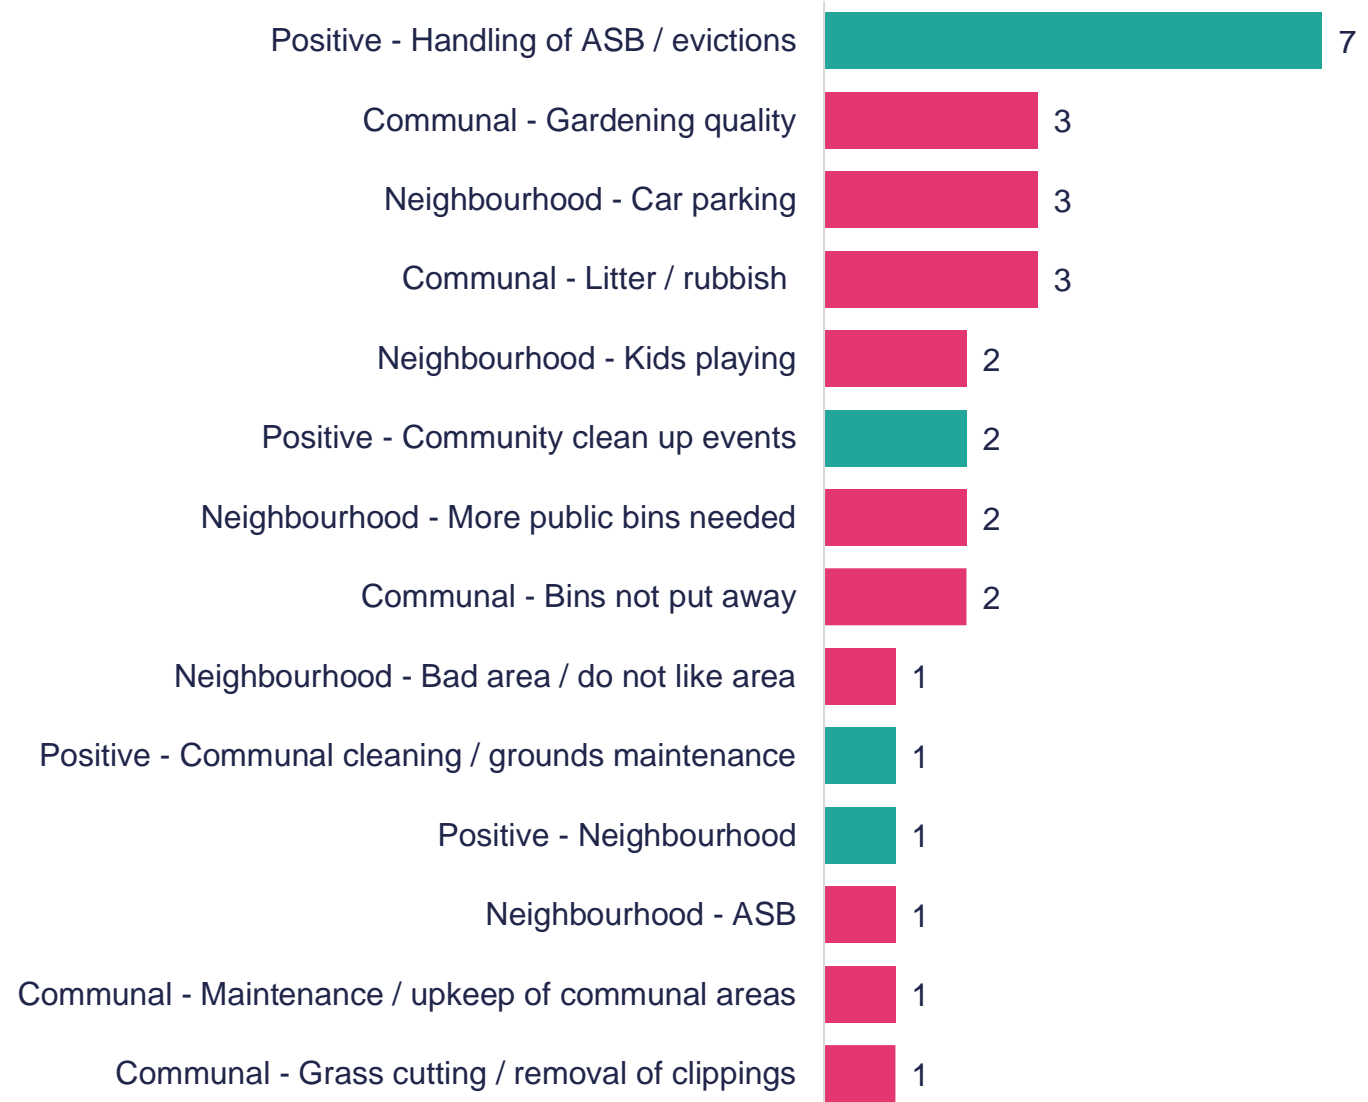 Positive - Handling of ASB / evictions 7
Communal - Gardening quality 3
Neighbourhood - Car parking 3
Communal - Litter / rubbish 3
Neighbourhood - Kids playing 2
Positive - Community clean up events 2
Neighbourhood - More public bins needed 2
Communal - Bins not put away 2
Neighbourhood - Bad area / do not like area 1
Positive - Communal cleaning / grounds maintenance 1
Positive - Neighbourhood 1
Neighbourhood - ASB 1
Communal - Maintenance / upkeep of communal areas 1
Communal - Grass cutting / removal of clippings 1